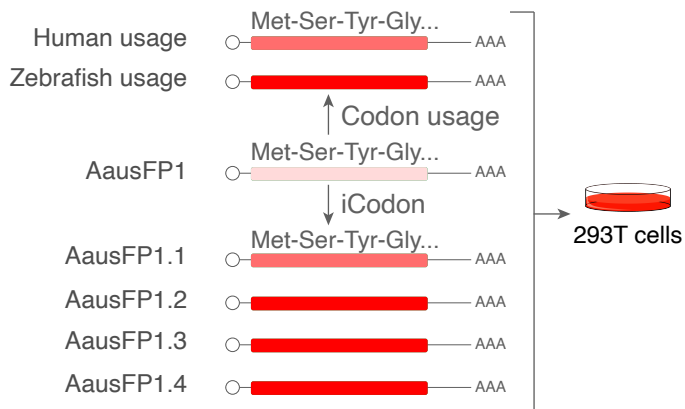 Met-Ser-Tyr-Gly...
Human usage AAA
Zebrafish usage AAA
Codon usage
Met-Ser-Tyr-Gly...
AausFP1 AAA
iCodon
293T cells
Met-Ser-Tyr-Gly...
AausFP1.1 AAA
AausFP1.2 AAA
AausFP1.3 AAA
AausFP1.4 AAA